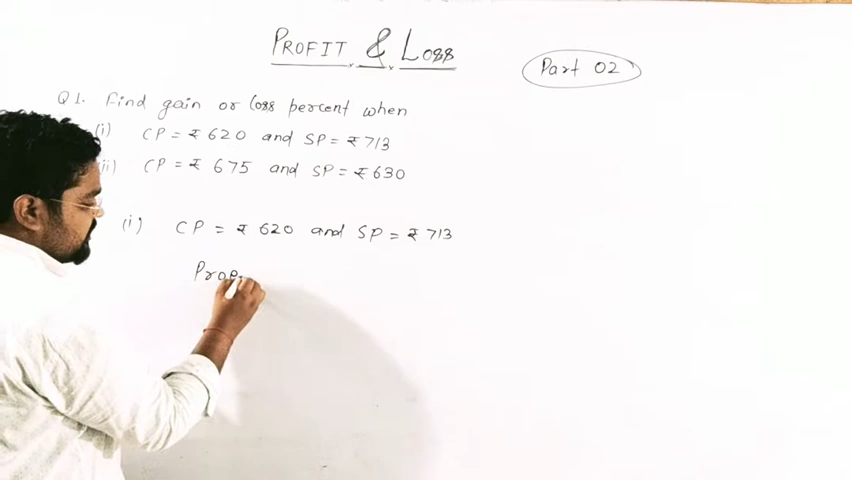 PROFIT & LOSS
Part 02
Q1. Find gain or loss percent when
(i) CP = ₹ 620 and SP = ₹ 713
ii) CP = ₹ 675 and SP = ₹ 630
(i) CP = ₹ 620 and SP = ₹ 713